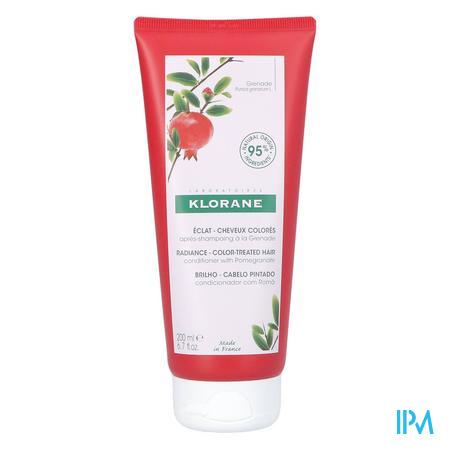 Grenade
Punica granatum L.
NATURAL ORIGIN
95%
INGREDIENTS
LABORATOIRES
KLORANE
ÉCLAT - CHEVEUX COLORÉS
après-shampooing à la Grenade
RADIANCE - COLOR-TREATED HAIR
conditioner with Pomegranate
BRILHO - CABELO PINTADO
condicionador com Romã
200 ml ℮
6.7 fl.oz.
Made
in France
IPM